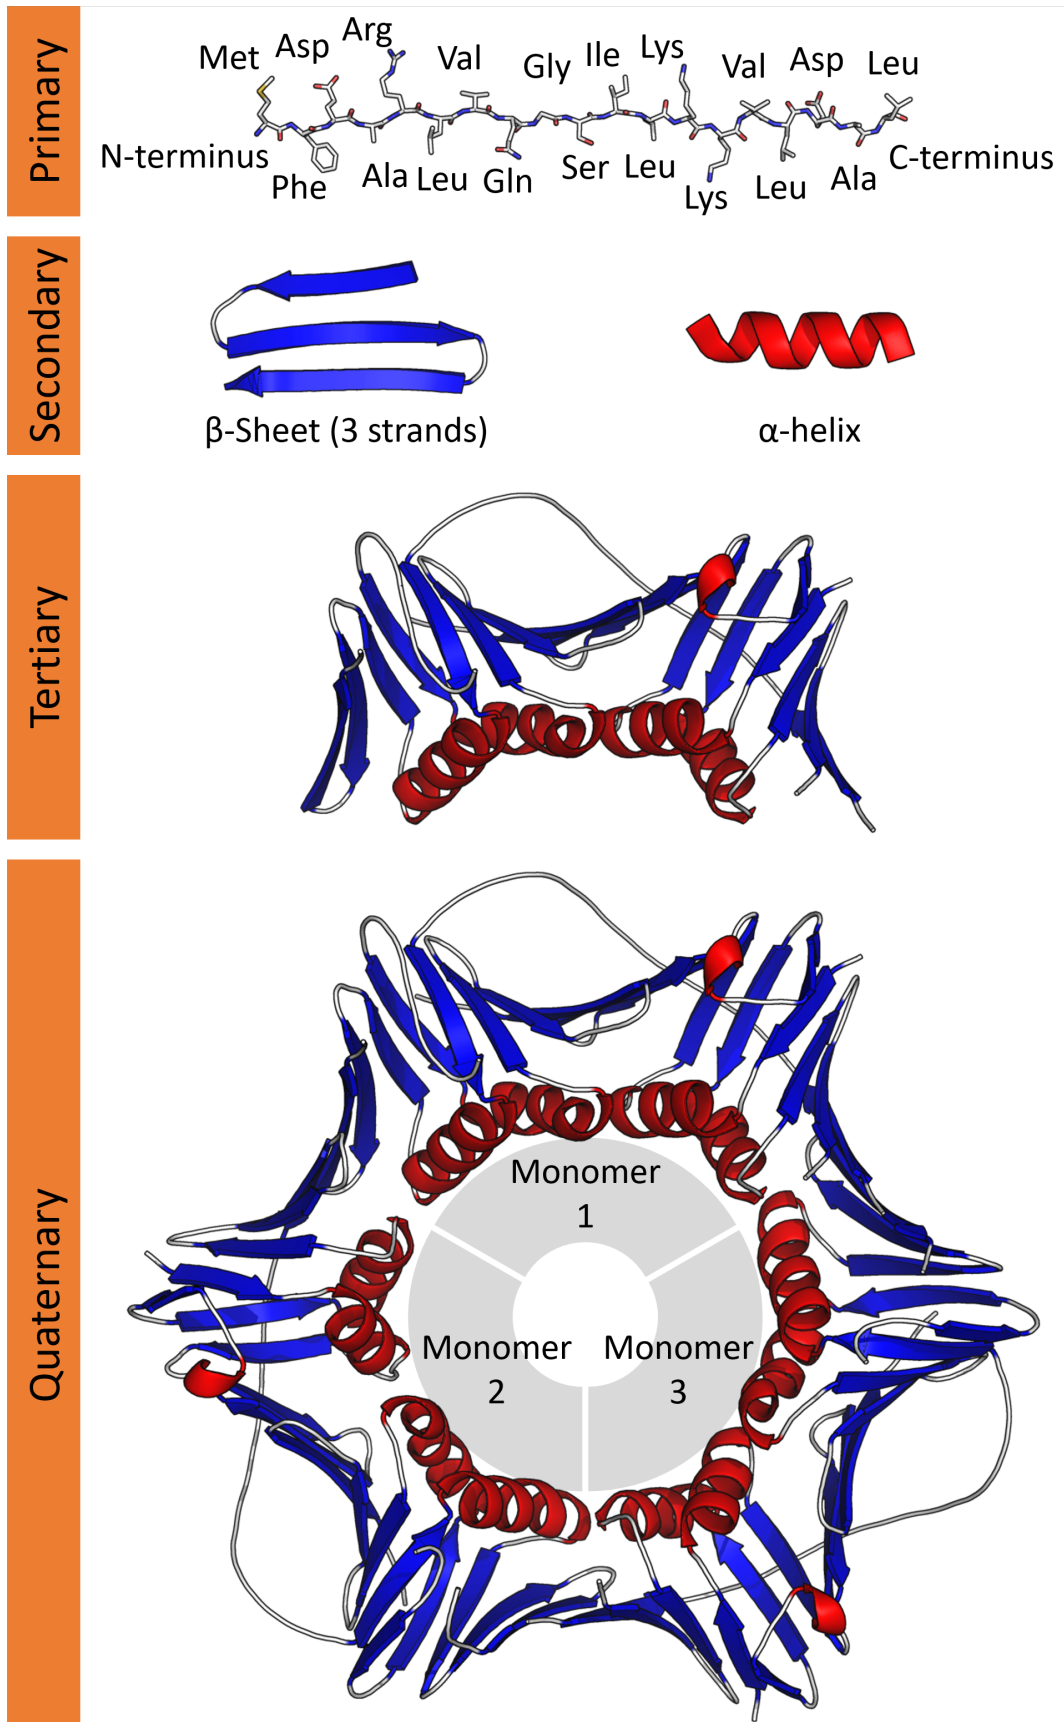 Primary
Met Asp Arg Val Gly Ile Lys Val Asp Leu
N-terminus Phe Ala Leu Gln Ser Leu Lys Leu Ala C-terminus
Secondary
β-Sheet (3 strands)
α-helix
Tertiary
Quaternary
Monomer
1
Monomer
2
Monomer
3